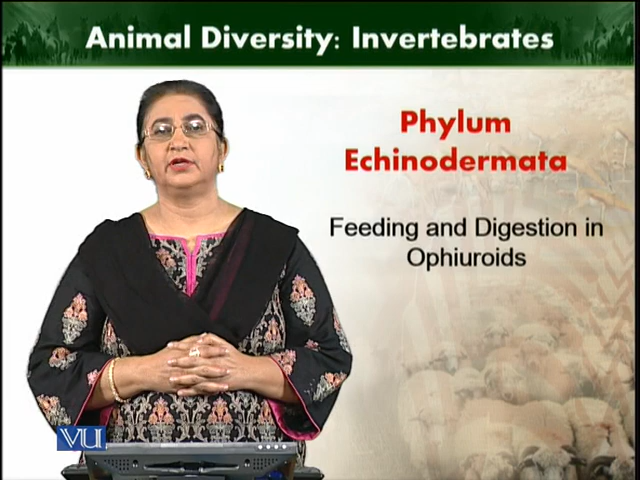 Animal Diversity: Invertebrates
Phylum
Echinodermata
Feeding and Digestion in
Ophiuroids
VU